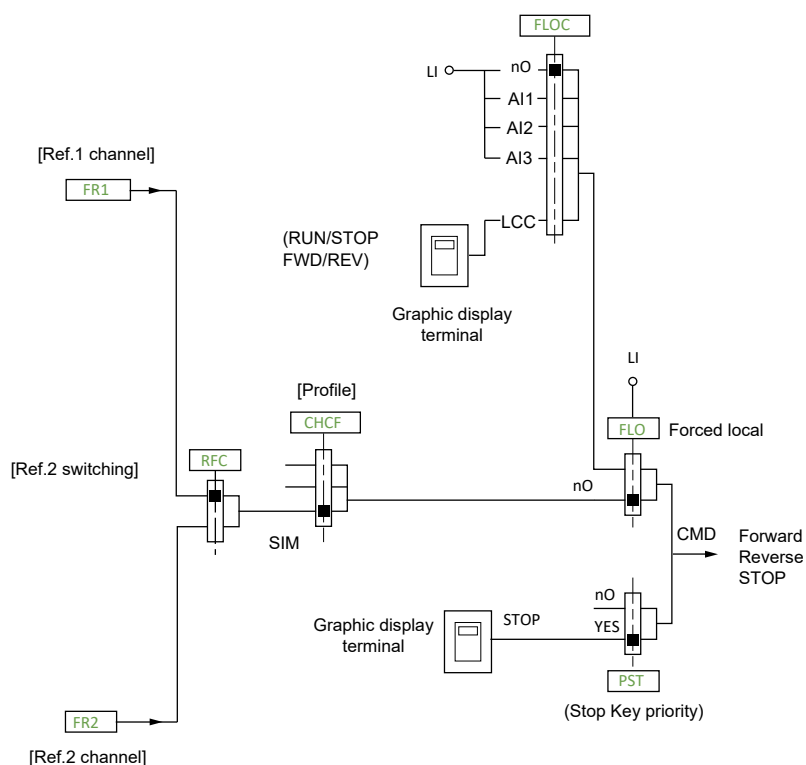 FLOC
LI
nO
AI1
AI2
AI3
[Ref.1 channel]
FR1
LCC
(RUN/STOP
FWD/REV)
Graphic display
terminal
LI
[Profile]
CHCF
FLO
Forced local
RFC
[Ref.2 switching]
nO
SIM
CMD
Forward
Reverse
STOP
nO
Graphic display
terminal
STOP
YES
PST
(Stop Key priority)
FR2
[Ref.2 channel]